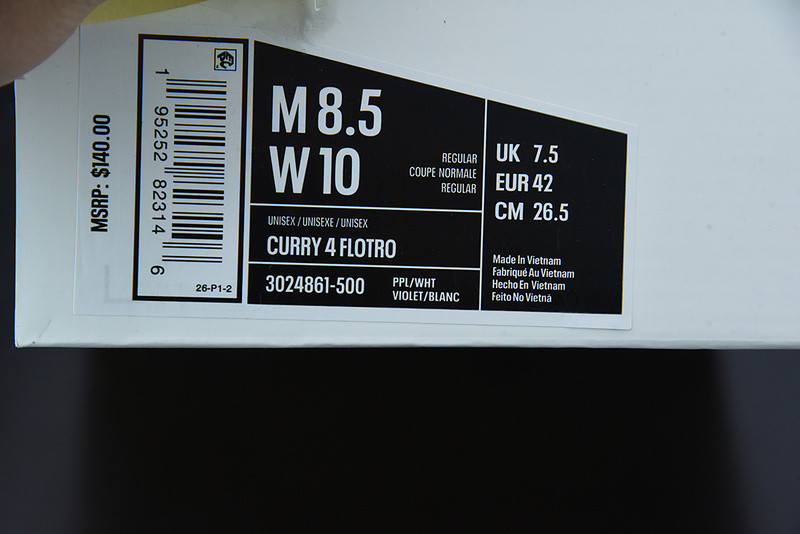 MSRP: $140.00
1 95252 82314 6
26-P1-2
M 8.5
W 10
REGULAR
COUPE NORMALE
REGULAR
UNISEX / UNISEXE / UNISEX
CURRY 4 FLOTRO
3024861-500
PPL/WHT
VIOLET/BLANC
UK 7.5
EUR 42
CM 26.5
Made In Vietnam
Fabriqué Au Vietnam
Hecho En Vietnam
Feito No Vietnã